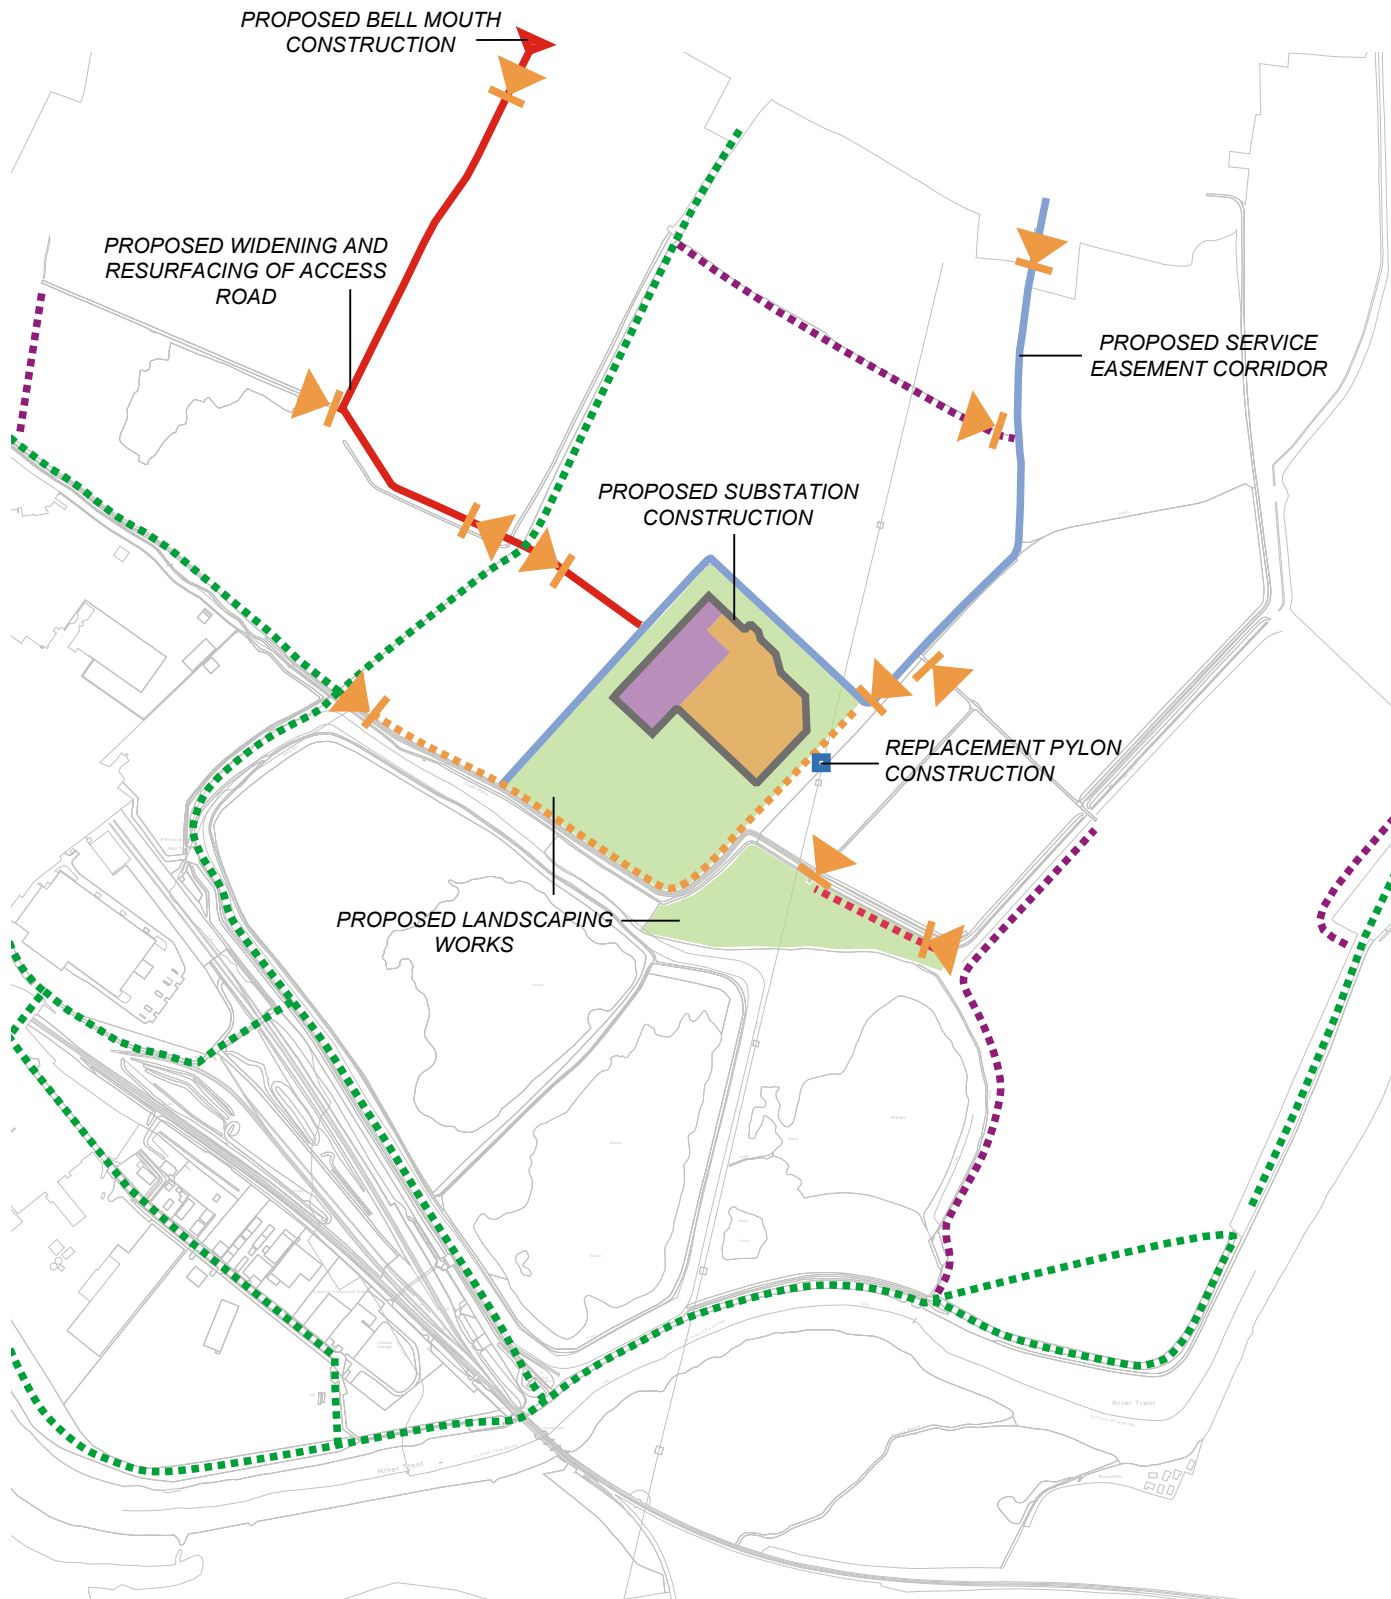 PROPOSED BELL MOUTH
CONSTRUCTION
PROPOSED WIDENING AND
RESURFACING OF ACCESS
ROAD
PROPOSED SERVICE
EASEMENT CORRIDOR
PROPOSED SUBSTATION
CONSTRUCTION
REPLACEMENT PYLON
CONSTRUCTION
PROPOSED LANDSCAPING
WORKS
River Trent
River Trent